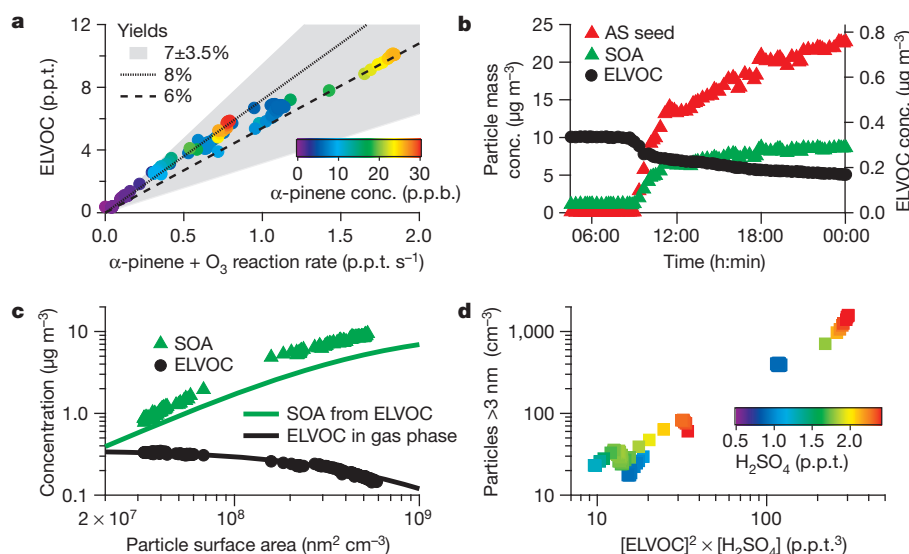 a
Yields
7±3.5%
8%
6%
ELVOC (p.p.t.)
12
8
4
0
0 10 20 30
α-pinene conc. (p.p.b.)
0.0 0.5 1.0 1.5 2.0
α-pinene + O₃ reaction rate (p.p.t. s⁻¹)
b
AS seed
SOA
ELVOC
Particle mass
conc. (μg m⁻³)
25
20
15
10
5
0
ELVOC conc. (μg m⁻³)
0.8
0.6
0.4
0.2
0.0
06:00 12:00 18:00 00:00
Time (h:min)
c
SOA
ELVOC
SOA from ELVOC
ELVOC in gas phase
Concentration (μg m⁻³)
10
1.0
0.1
2 × 10⁷ 10⁸ 10⁹
Particle surface area (nm² cm⁻³)
d
Particles >3 nm (cm⁻³)
1,000
100
10
0.5 1.0 2.0
H₂SO₄ (p.p.t.)
10 100
[ELVOC]² × [H₂SO₄] (p.p.t.³)